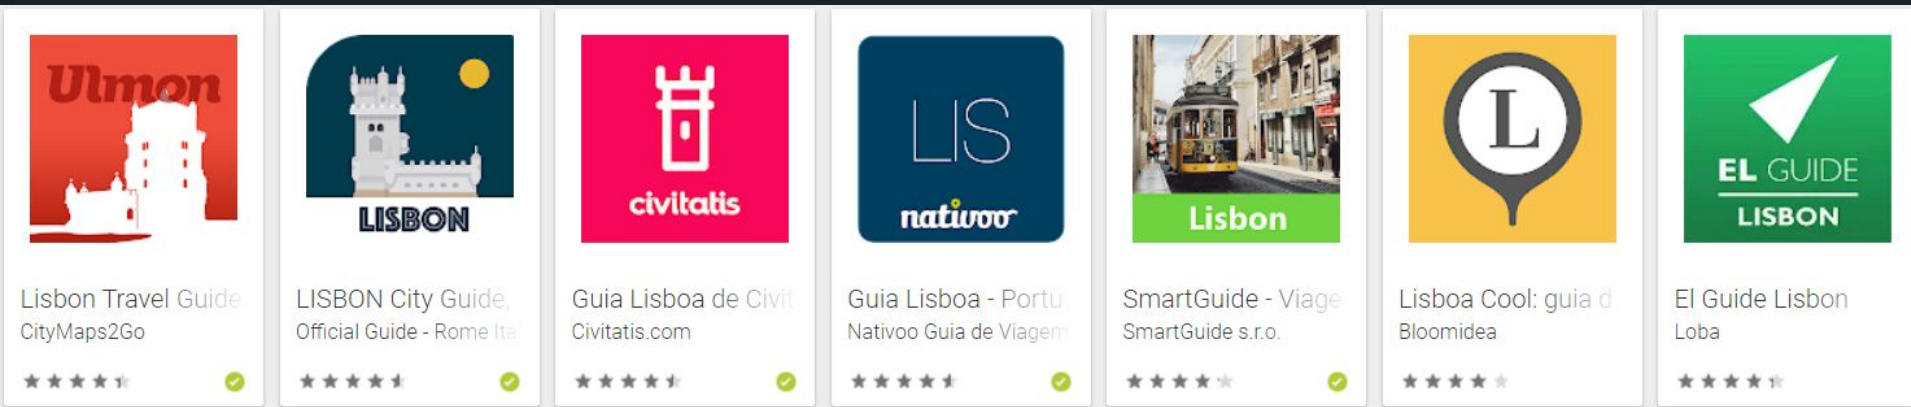 Ulmon
Lisbon Travel Guide
CityMaps2Go
LISBON
LISBON City Guide,
Official Guide - Rome Ita
civitatis
Guia Lisboa de Civit
Civitatis.com
LIS
nativoo
Guia Lisboa - Portu
Nativoo Guia de Viagem
Lisbon
SmartGuide - Viage
SmartGuide s.r.o.
L
Lisboa Cool: guia d
Bloomidea
EL GUIDE
LISBON
El Guide Lisbon
Loba